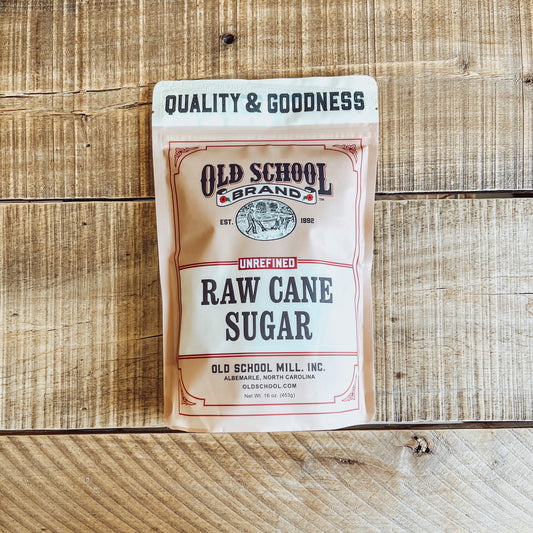 QUALITY & GOODNESS
OLD SCHOOL
BRAND
EST. 1992
UNREFINED
RAW CANE
SUGAR
OLD SCHOOL MILL, INC.
ALBEMARLE, NORTH CAROLINA
OLDSCHOOL.COM
Net Wt. 16 oz. (453g)